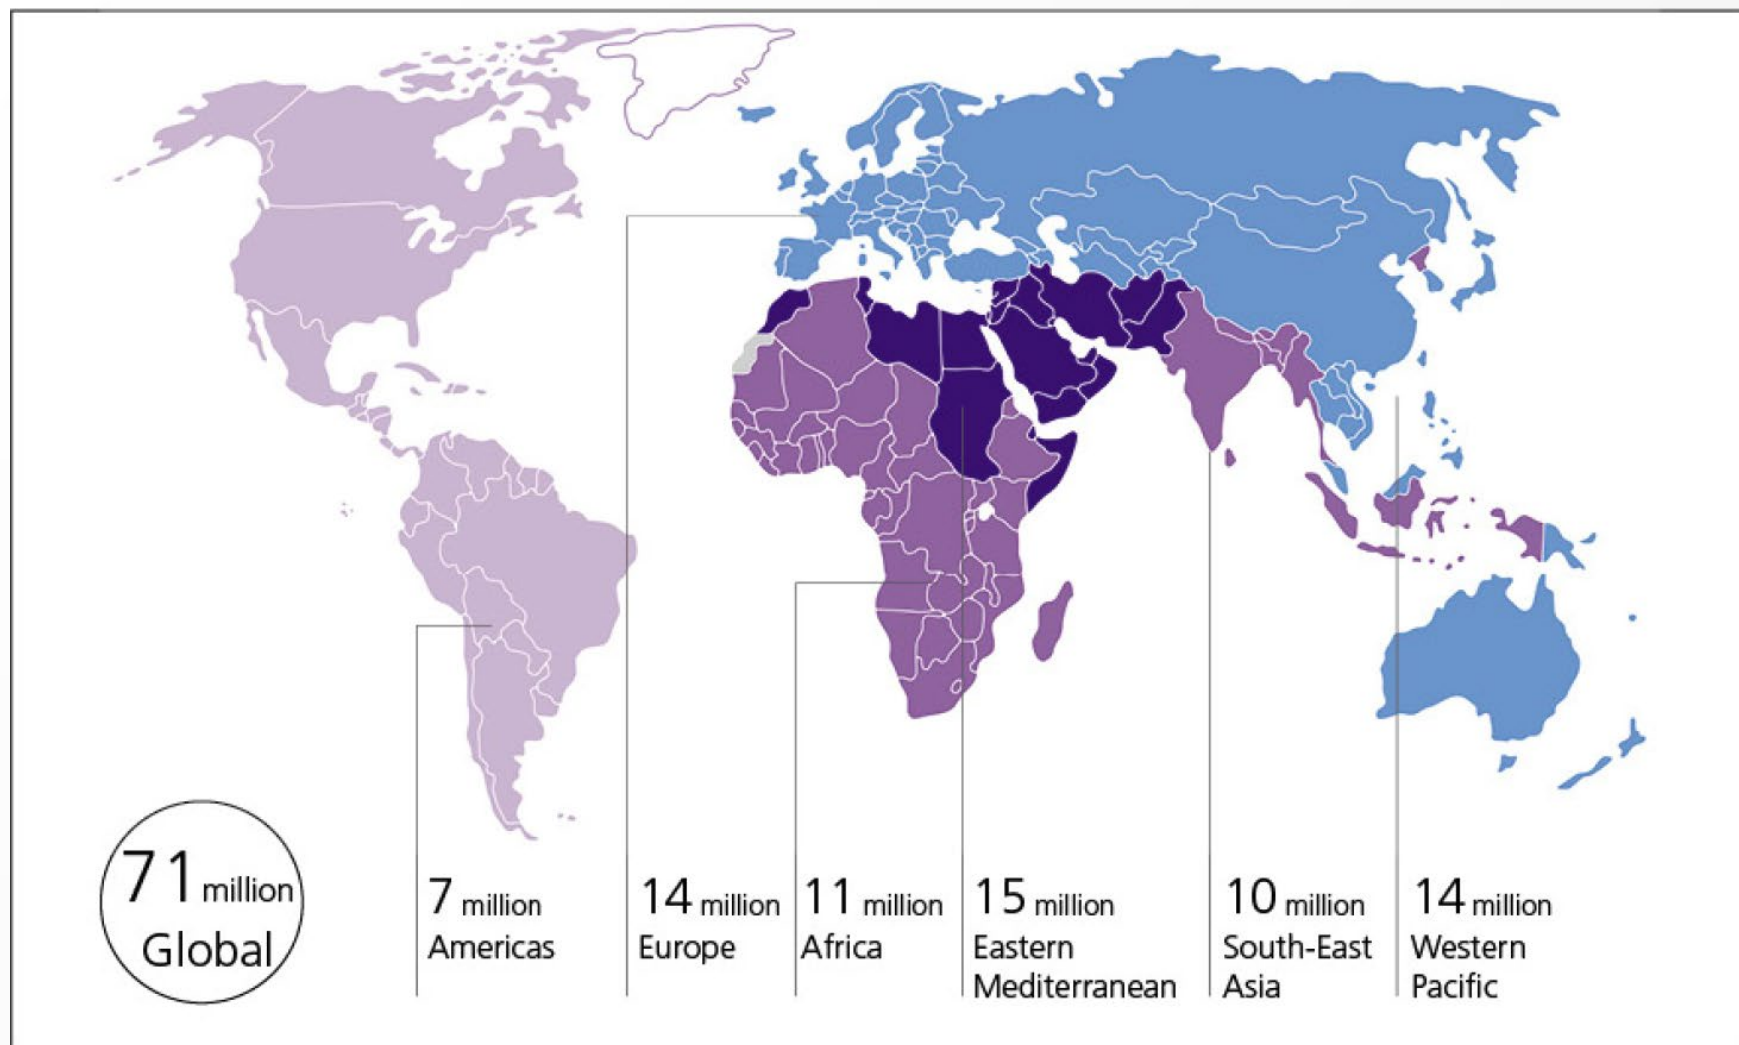 71 million
Global
7 million
Americas
14 million
Europe
11 million
Africa
15 million
Eastern
Mediterranean
10 million
South-East
Asia
14 million
Western
Pacific